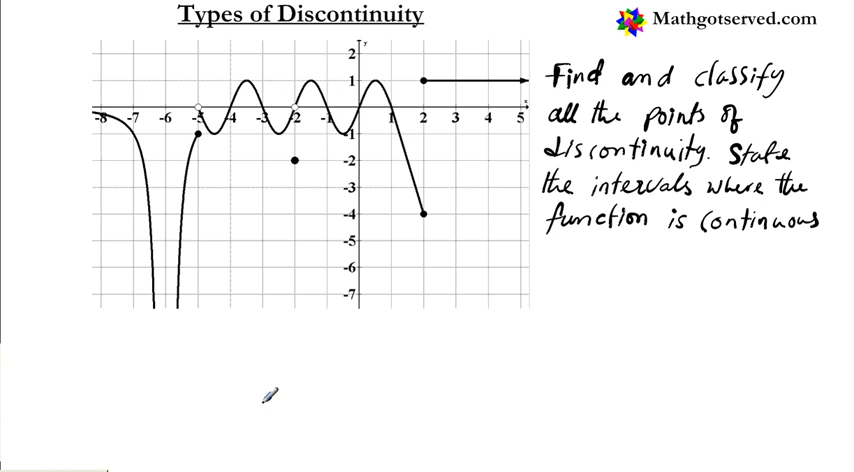 Types of Discontinuity
Mathgotserved.com
y
2
1
x
-8 -7 -6 -5 -4 -3 -2 -1 1 2 3 4 5
-1
-2
-3
-4
-5
-6
-7
Find and classify
all the points of
discontinuity. State
the intervals where the
function is continuous